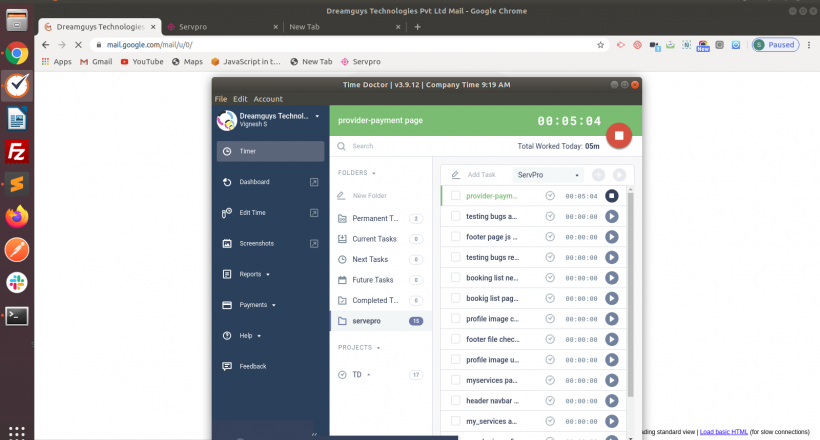 Dreamguys Technologies Pvt Ltd Mail - Google Chrome
Dreamguys Technologies
Servpro
New Tab
mail.google.com/mail/u/0/
New
S Paused
Apps
Gmail
YouTube
Maps
JavaScript in t...
New Tab
Servpro
Time Doctor | v3.9.12 | Company Time 9:19 AM
File Edit Account
Dreamguys Technol...
Vignesh S
Timer
Dashboard
Edit Time
Screenshots
Reports
Payments
Help
Feedback
provider-payment page
00:05:04
Search
Total Worked Today: 05m
FOLDERS
New Folder
Permanent T... 2
Current Tasks 0
Next Tasks 0
Future Tasks 0
Completed T... 0
servepro 15
PROJECTS
TD 17
Add Task
ServPro
provider-paym... 00:05:04
testing bugs a... 00:00:00
footer page js ... 00:00:00
testing bugs re... 00:00:00
booking list ne... 00:00:00
bookig list pag... 00:00:00
profile image c... 00:00:00
footer file chec... 00:00:00
profile image u... 00:00:00
myservices pa... 00:00:00
header navbar ... 00:00:00
my_services a... 00:00:00
ading standard view | Load basic HTML (for slow connections)